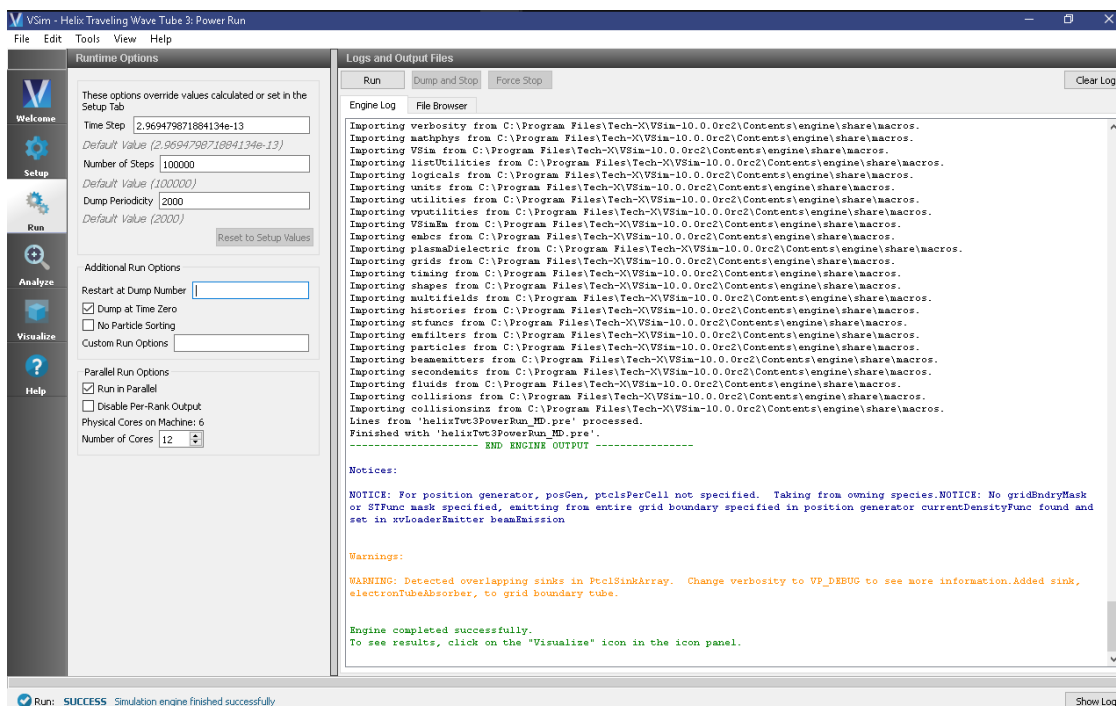 VSim - Helix Traveling Wave Tube 3: Power Run
File Edit Tools View Help
Welcome
Setup
Run
Analyze
Visualize
Help
Runtime Options
These options override values calculated or set in the
Setup Tab
Time Step 2.969479871884134e-13
Default Value (2.969479871884134e-13)
Number of Steps 100000
Default Value (100000)
Dump Periodicity 2000
Default Value (2000)
Reset to Setup Values
Additional Run Options
Restart at Dump Number
Dump at Time Zero
No Particle Sorting
Custom Run Options
Parallel Run Options
Run in Parallel
Disable Per-Rank Output
Physical Cores on Machine: 6
Number of Cores 12
Logs and Output Files
Run Dump and Stop Force Stop Clear Log
Engine Log File Browser
Importing verbosity from C:\Program Files\Tech-X\VSim-10.0.0rc2\Contents\engine\share\macros.
Importing mathphys from C:\Program Files\Tech-X\VSim-10.0.0rc2\Contents\engine\share\macros.
Importing VSim from C:\Program Files\Tech-X\VSim-10.0.0rc2\Contents\engine\share\macros.
Importing listUtilities from C:\Program Files\Tech-X\VSim-10.0.0rc2\Contents\engine\share\macros.
Importing logicals from C:\Program Files\Tech-X\VSim-10.0.0rc2\Contents\engine\share\macros.
Importing units from C:\Program Files\Tech-X\VSim-10.0.0rc2\Contents\engine\share\macros.
Importing utilities from C:\Program Files\Tech-X\VSim-10.0.0rc2\Contents\engine\share\macros.
Importing vputilities from C:\Program Files\Tech-X\VSim-10.0.0rc2\Contents\engine\share\macros.
Importing VSimEm from C:\Program Files\Tech-X\VSim-10.0.0rc2\Contents\engine\share\macros.
Importing embcs from C:\Program Files\Tech-X\VSim-10.0.0rc2\Contents\engine\share\macros.
Importing plasmaDielectric from C:\Program Files\Tech-X\VSim-10.0.0rc2\Contents\engine\share\macros.
Importing grids from C:\Program Files\Tech-X\VSim-10.0.0rc2\Contents\engine\share\macros.
Importing timing from C:\Program Files\Tech-X\VSim-10.0.0rc2\Contents\engine\share\macros.
Importing shapes from C:\Program Files\Tech-X\VSim-10.0.0rc2\Contents\engine\share\macros.
Importing multifields from C:\Program Files\Tech-X\VSim-10.0.0rc2\Contents\engine\share\macros.
Importing histories from C:\Program Files\Tech-X\VSim-10.0.0rc2\Contents\engine\share\macros.
Importing stfuncs from C:\Program Files\Tech-X\VSim-10.0.0rc2\Contents\engine\share\macros.
Importing emfilters from C:\Program Files\Tech-X\VSim-10.0.0rc2\Contents\engine\share\macros.
Importing particles from C:\Program Files\Tech-X\VSim-10.0.0rc2\Contents\engine\share\macros.
Importing beamemitters from C:\Program Files\Tech-X\VSim-10.0.0rc2\Contents\engine\share\macros.
Importing secondemits from C:\Program Files\Tech-X\VSim-10.0.0rc2\Contents\engine\share\macros.
Importing fluids from C:\Program Files\Tech-X\VSim-10.0.0rc2\Contents\engine\share\macros.
Importing collisions from C:\Program Files\Tech-X\VSim-10.0.0rc2\Contents\engine\share\macros.
Importing collisionsinz from C:\Program Files\Tech-X\VSim-10.0.0rc2\Contents\engine\share\macros.
Lines from 'helixTwt3PowerRun_MD.pre' processed.
Finished with 'helixTwt3PowerRun_MD.pre'.
--------------------- END ENGINE OUTPUT ----------------
Notices:
NOTICE: For position generator, posGen, ptclsPerCell not specified. Taking from owning species.NOTICE: No gridBndryMask
or STFunc mask specified, emitting from entire grid boundary specified in position generator currentDensityFunc found and
set in xvLoaderEmitter beamEmission
Warnings:
WARNING: Detected overlapping sinks in PtclSinkArray. Change verbosity to VP_DEBUG to see more information.Added sink,
electronTubeAbsorber, to grid boundary tube.
Engine completed successfully.
To see results, click on the "Visualize" icon in the icon panel.
Run: SUCCESS Simulation engine finished successfully
Show Log